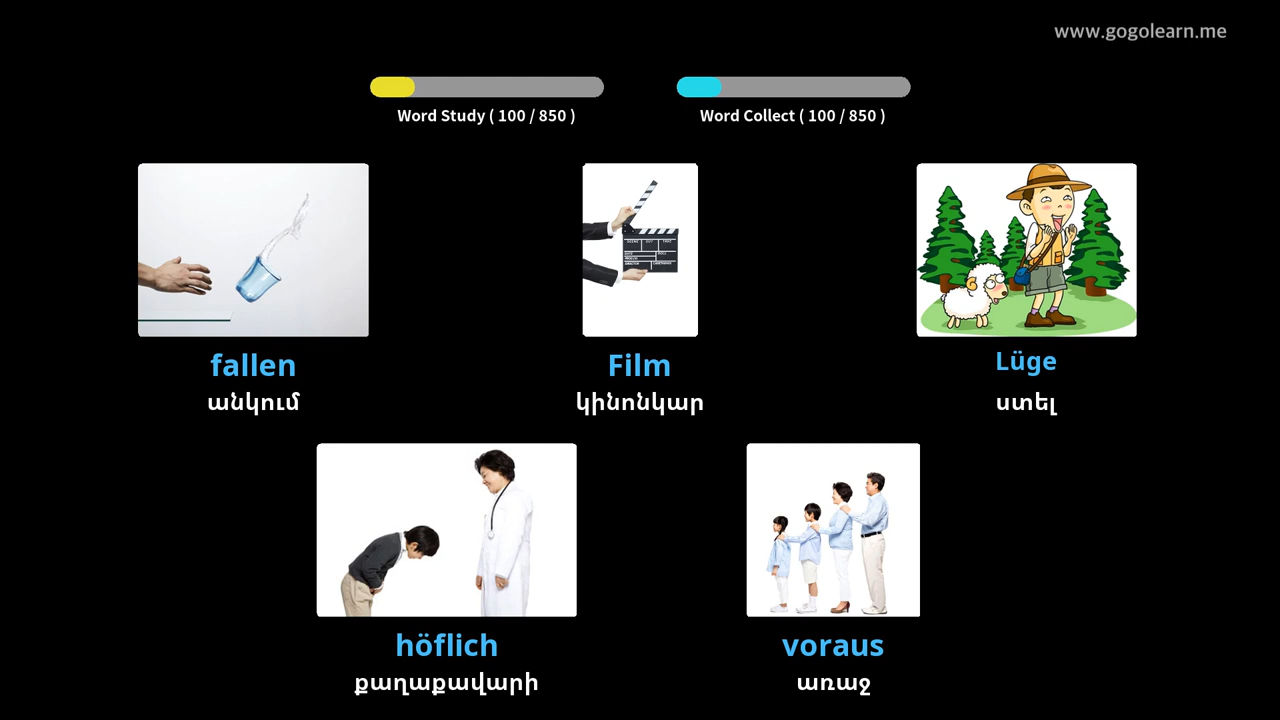 www.gogolearn.me
Word Study ( 100 / 850 )
Word Collect ( 100 / 850 )
fallen
անկում
Film
կինոնկար
Lüge
ստել
höflich
քաղաքավարի
voraus
առաջ